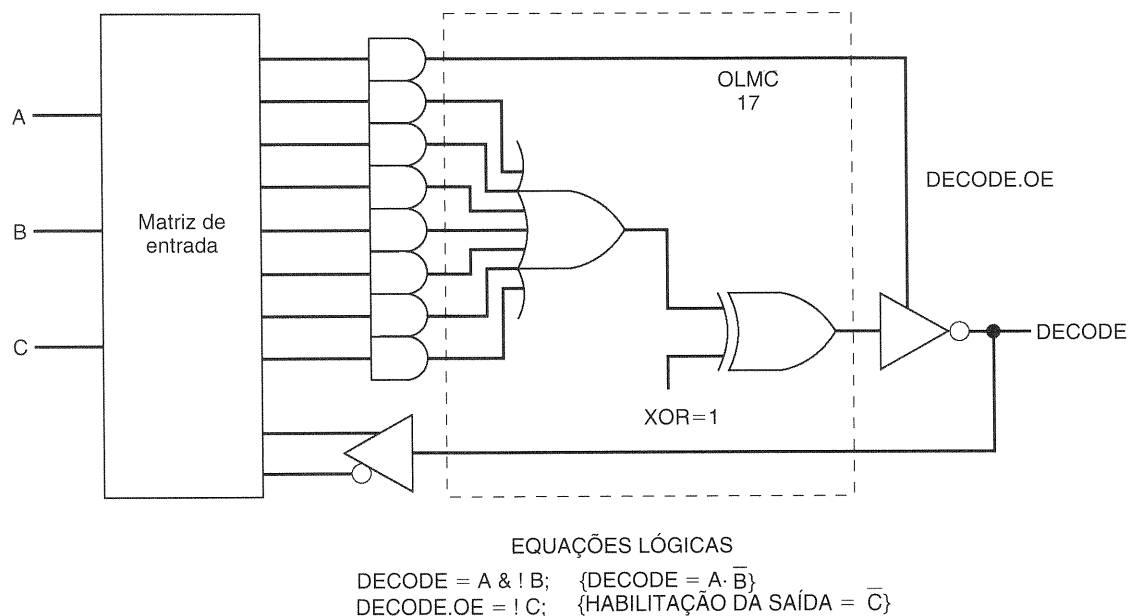 OLMC
17
A
DECODE.OE
Matriz de
entrada
B
DECODE
C
XOR=1
EQUAÇÕES LÓGICAS
DECODE = A & ! B; {DECODE = A· B̅}
DECODE.OE = ! C; {HABILITAÇÃO DA SAÍDA = C̅}